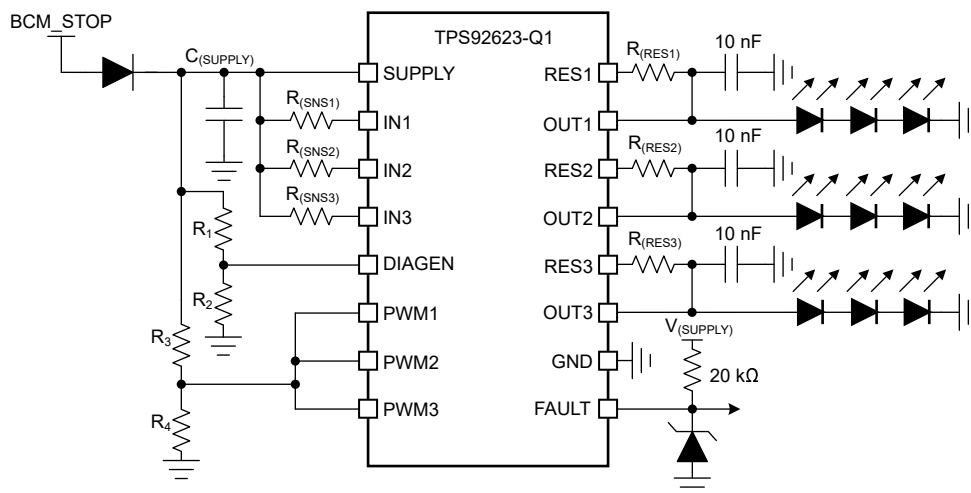 BCM_STOP
C(SUPPLY)
TPS92623-Q1
SUPPLY
IN1
IN2
IN3
DIAGEN
PWM1
PWM2
PWM3
RES1
OUT1
RES2
OUT2
RES3
OUT3
GND
FAULT
R(SNS1)
R(SNS2)
R(SNS3)
R1
R2
R3
R4
R(RES1)
10 nF
R(RES2)
10 nF
R(RES3)
10 nF
V(SUPPLY)
20 kΩ